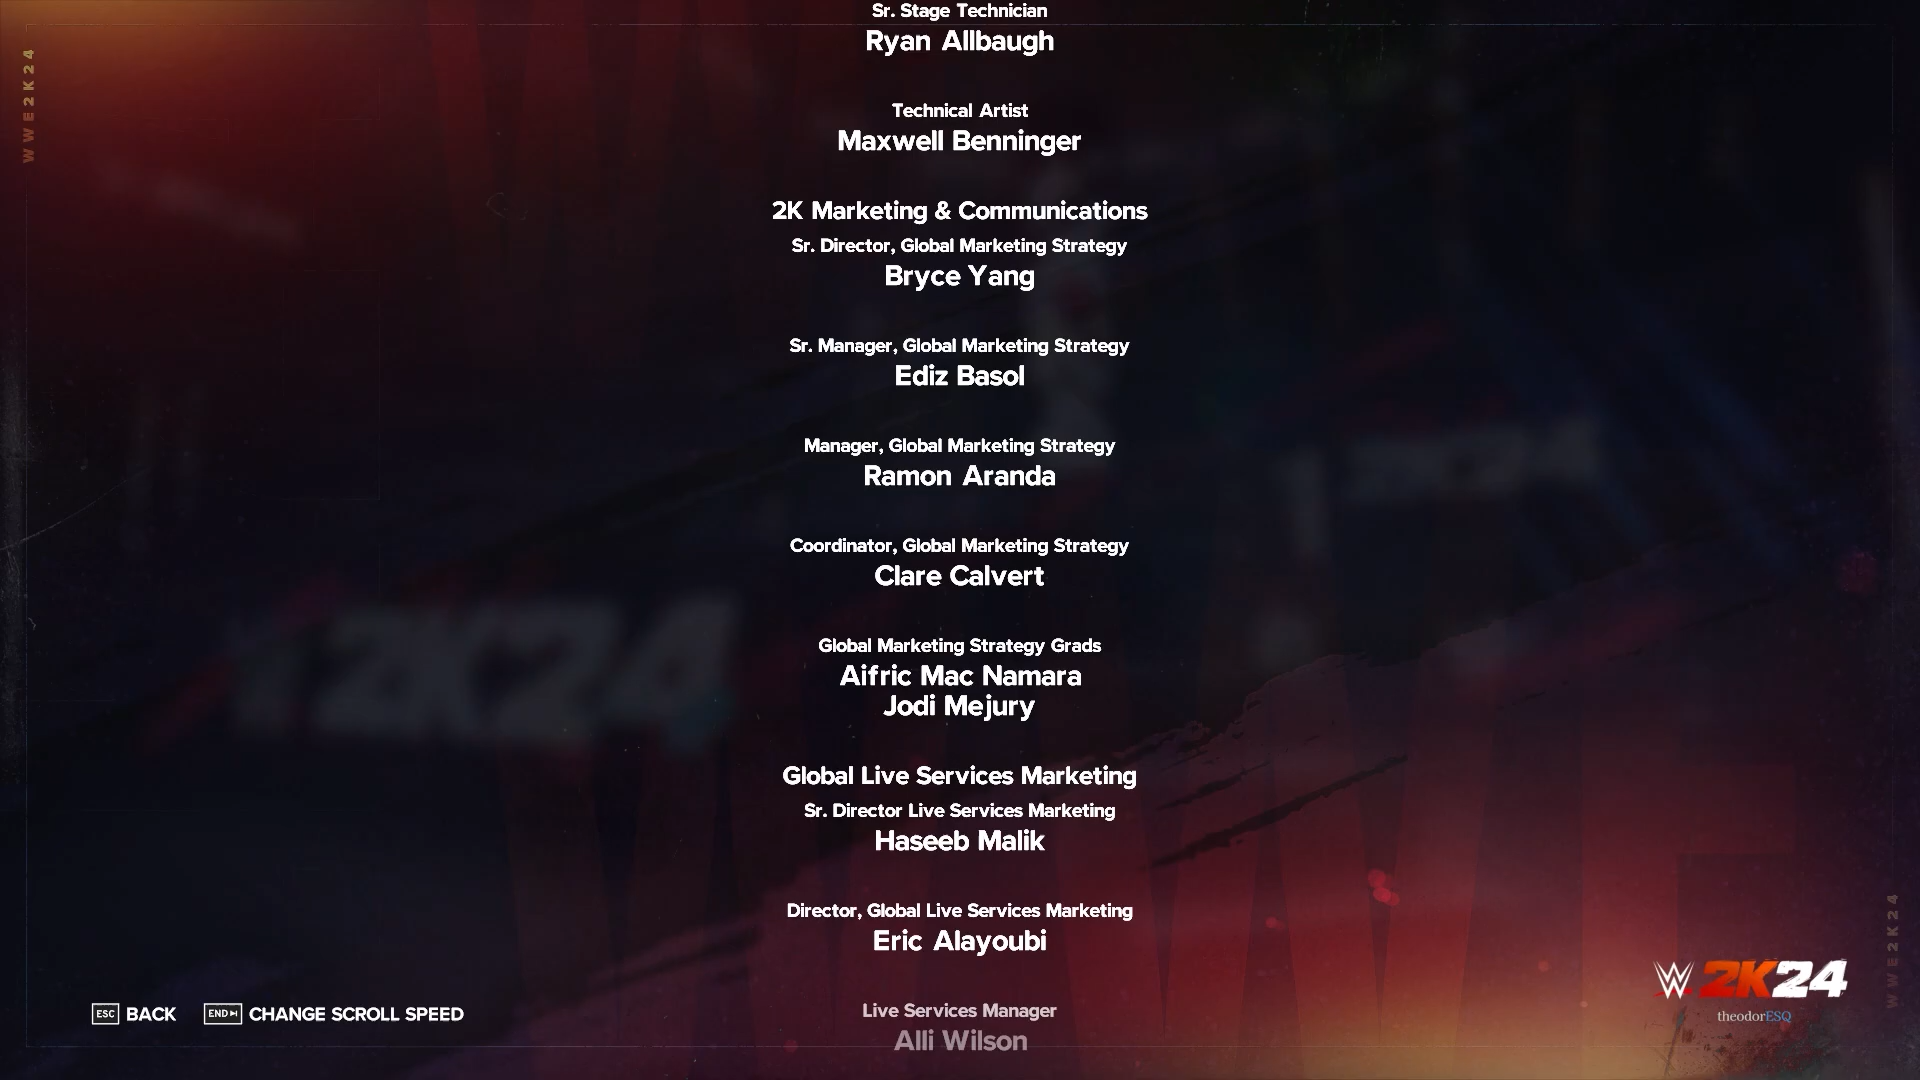 WWE2K24
Sr. Stage Technician
Ryan Allbaugh
Technical Artist
Maxwell Benninger
2K Marketing & Communications
Sr. Director, Global Marketing Strategy
Bryce Yang
Sr. Manager, Global Marketing Strategy
Ediz Basol
Manager, Global Marketing Strategy
Ramon Aranda
Coordinator, Global Marketing Strategy
Clare Calvert
Global Marketing Strategy Grads
Aifric Mac Namara
Jodi Mejury
2K24
Global Live Services Marketing
Sr. Director Live Services Marketing
Haseeb Malik
Director, Global Live Services Marketing
Eric Alayoubi
Live Services Manager
Alli Wilson
ESC BACK END CHANGE SCROLL SPEED
W 2K24
theodorESQ
WWE2K24